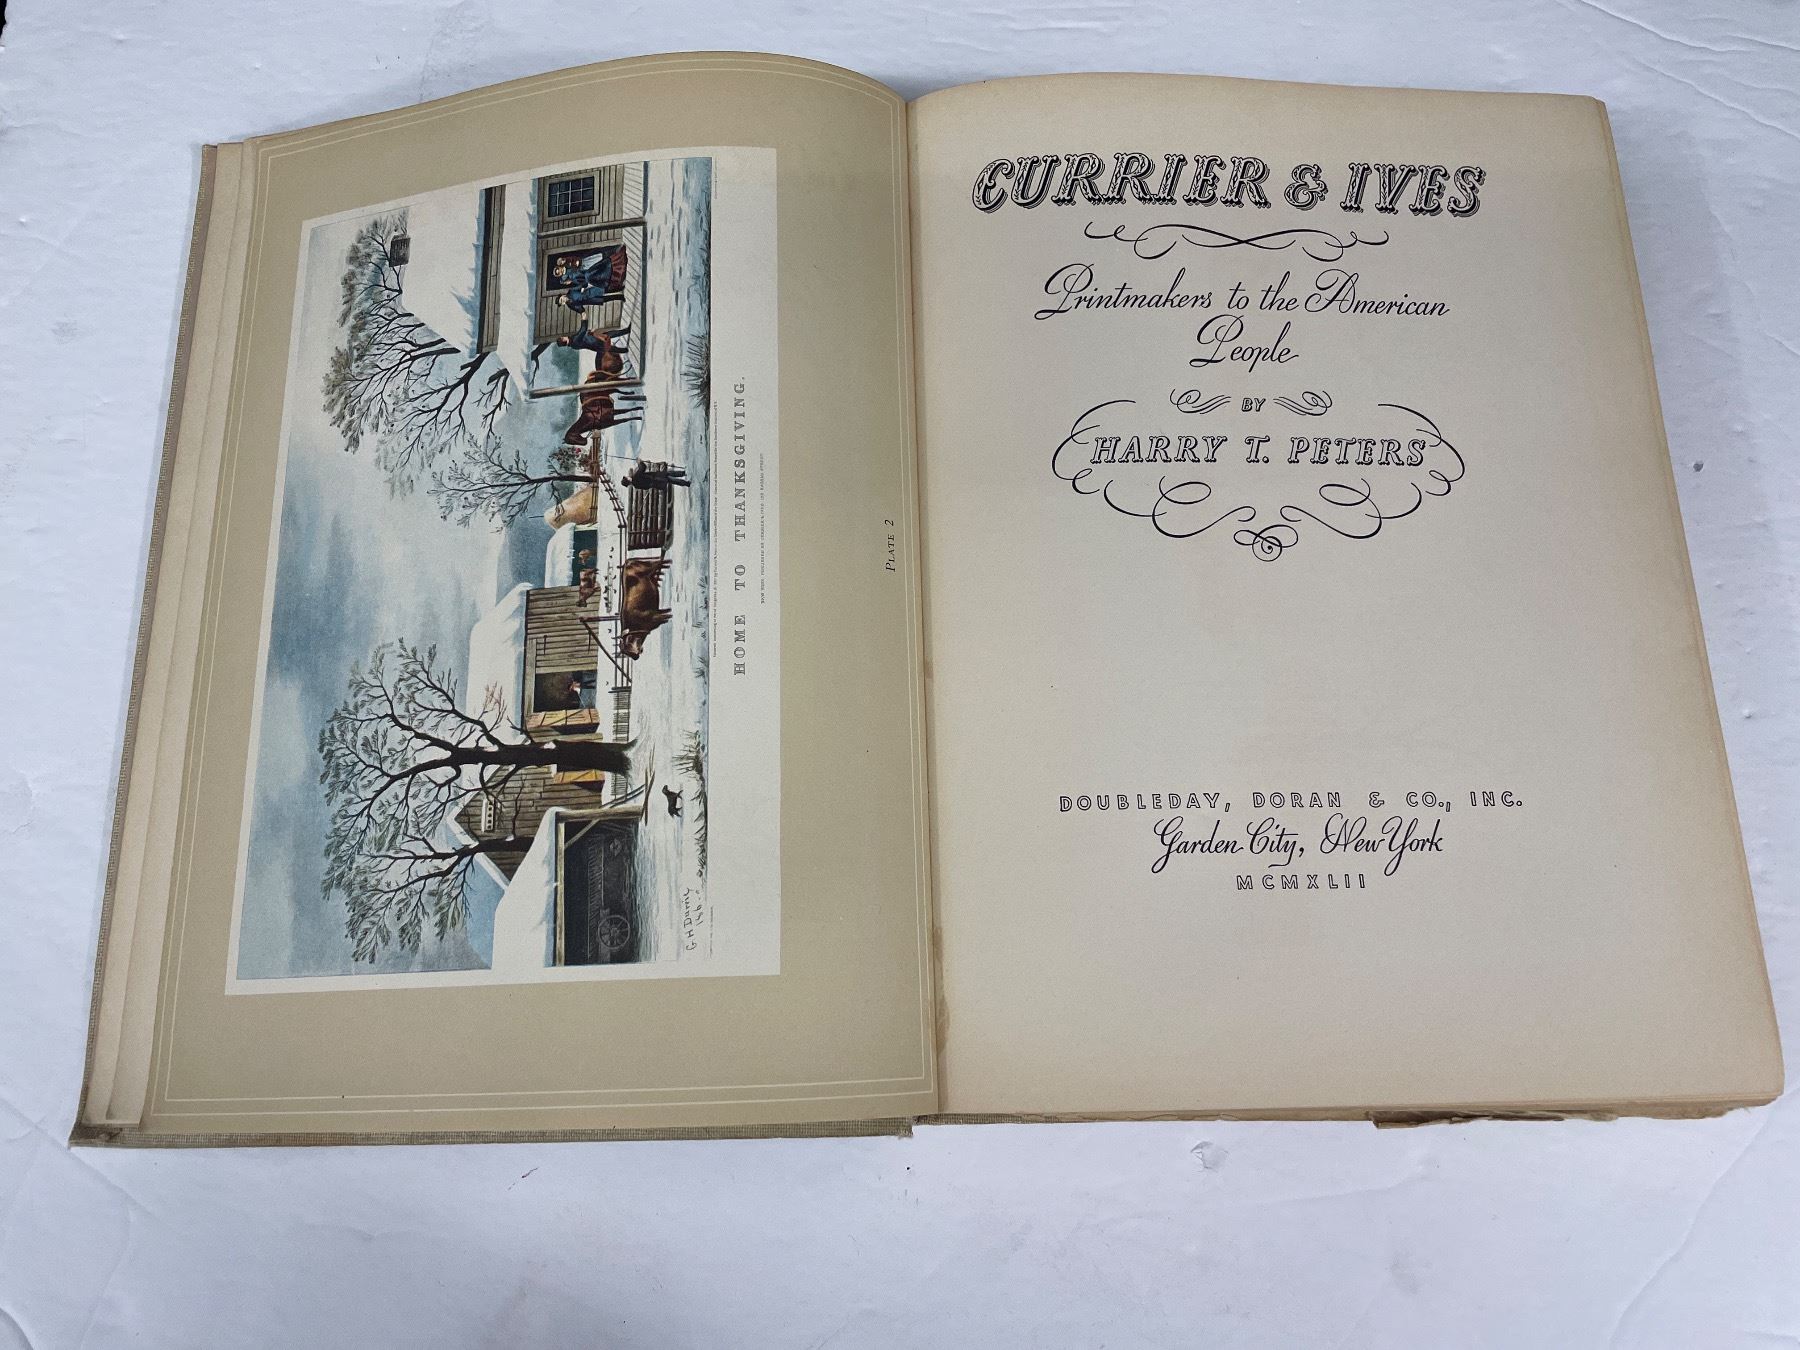 HOME TO THANKSGIVING.
PLATE 2
CURRIER & IVES
Printmakers to the American
People
BY
HARRY T. PETERS
DOUBLEDAY, DORAN & CO., INC.
Garden City, New York
MCMXLII